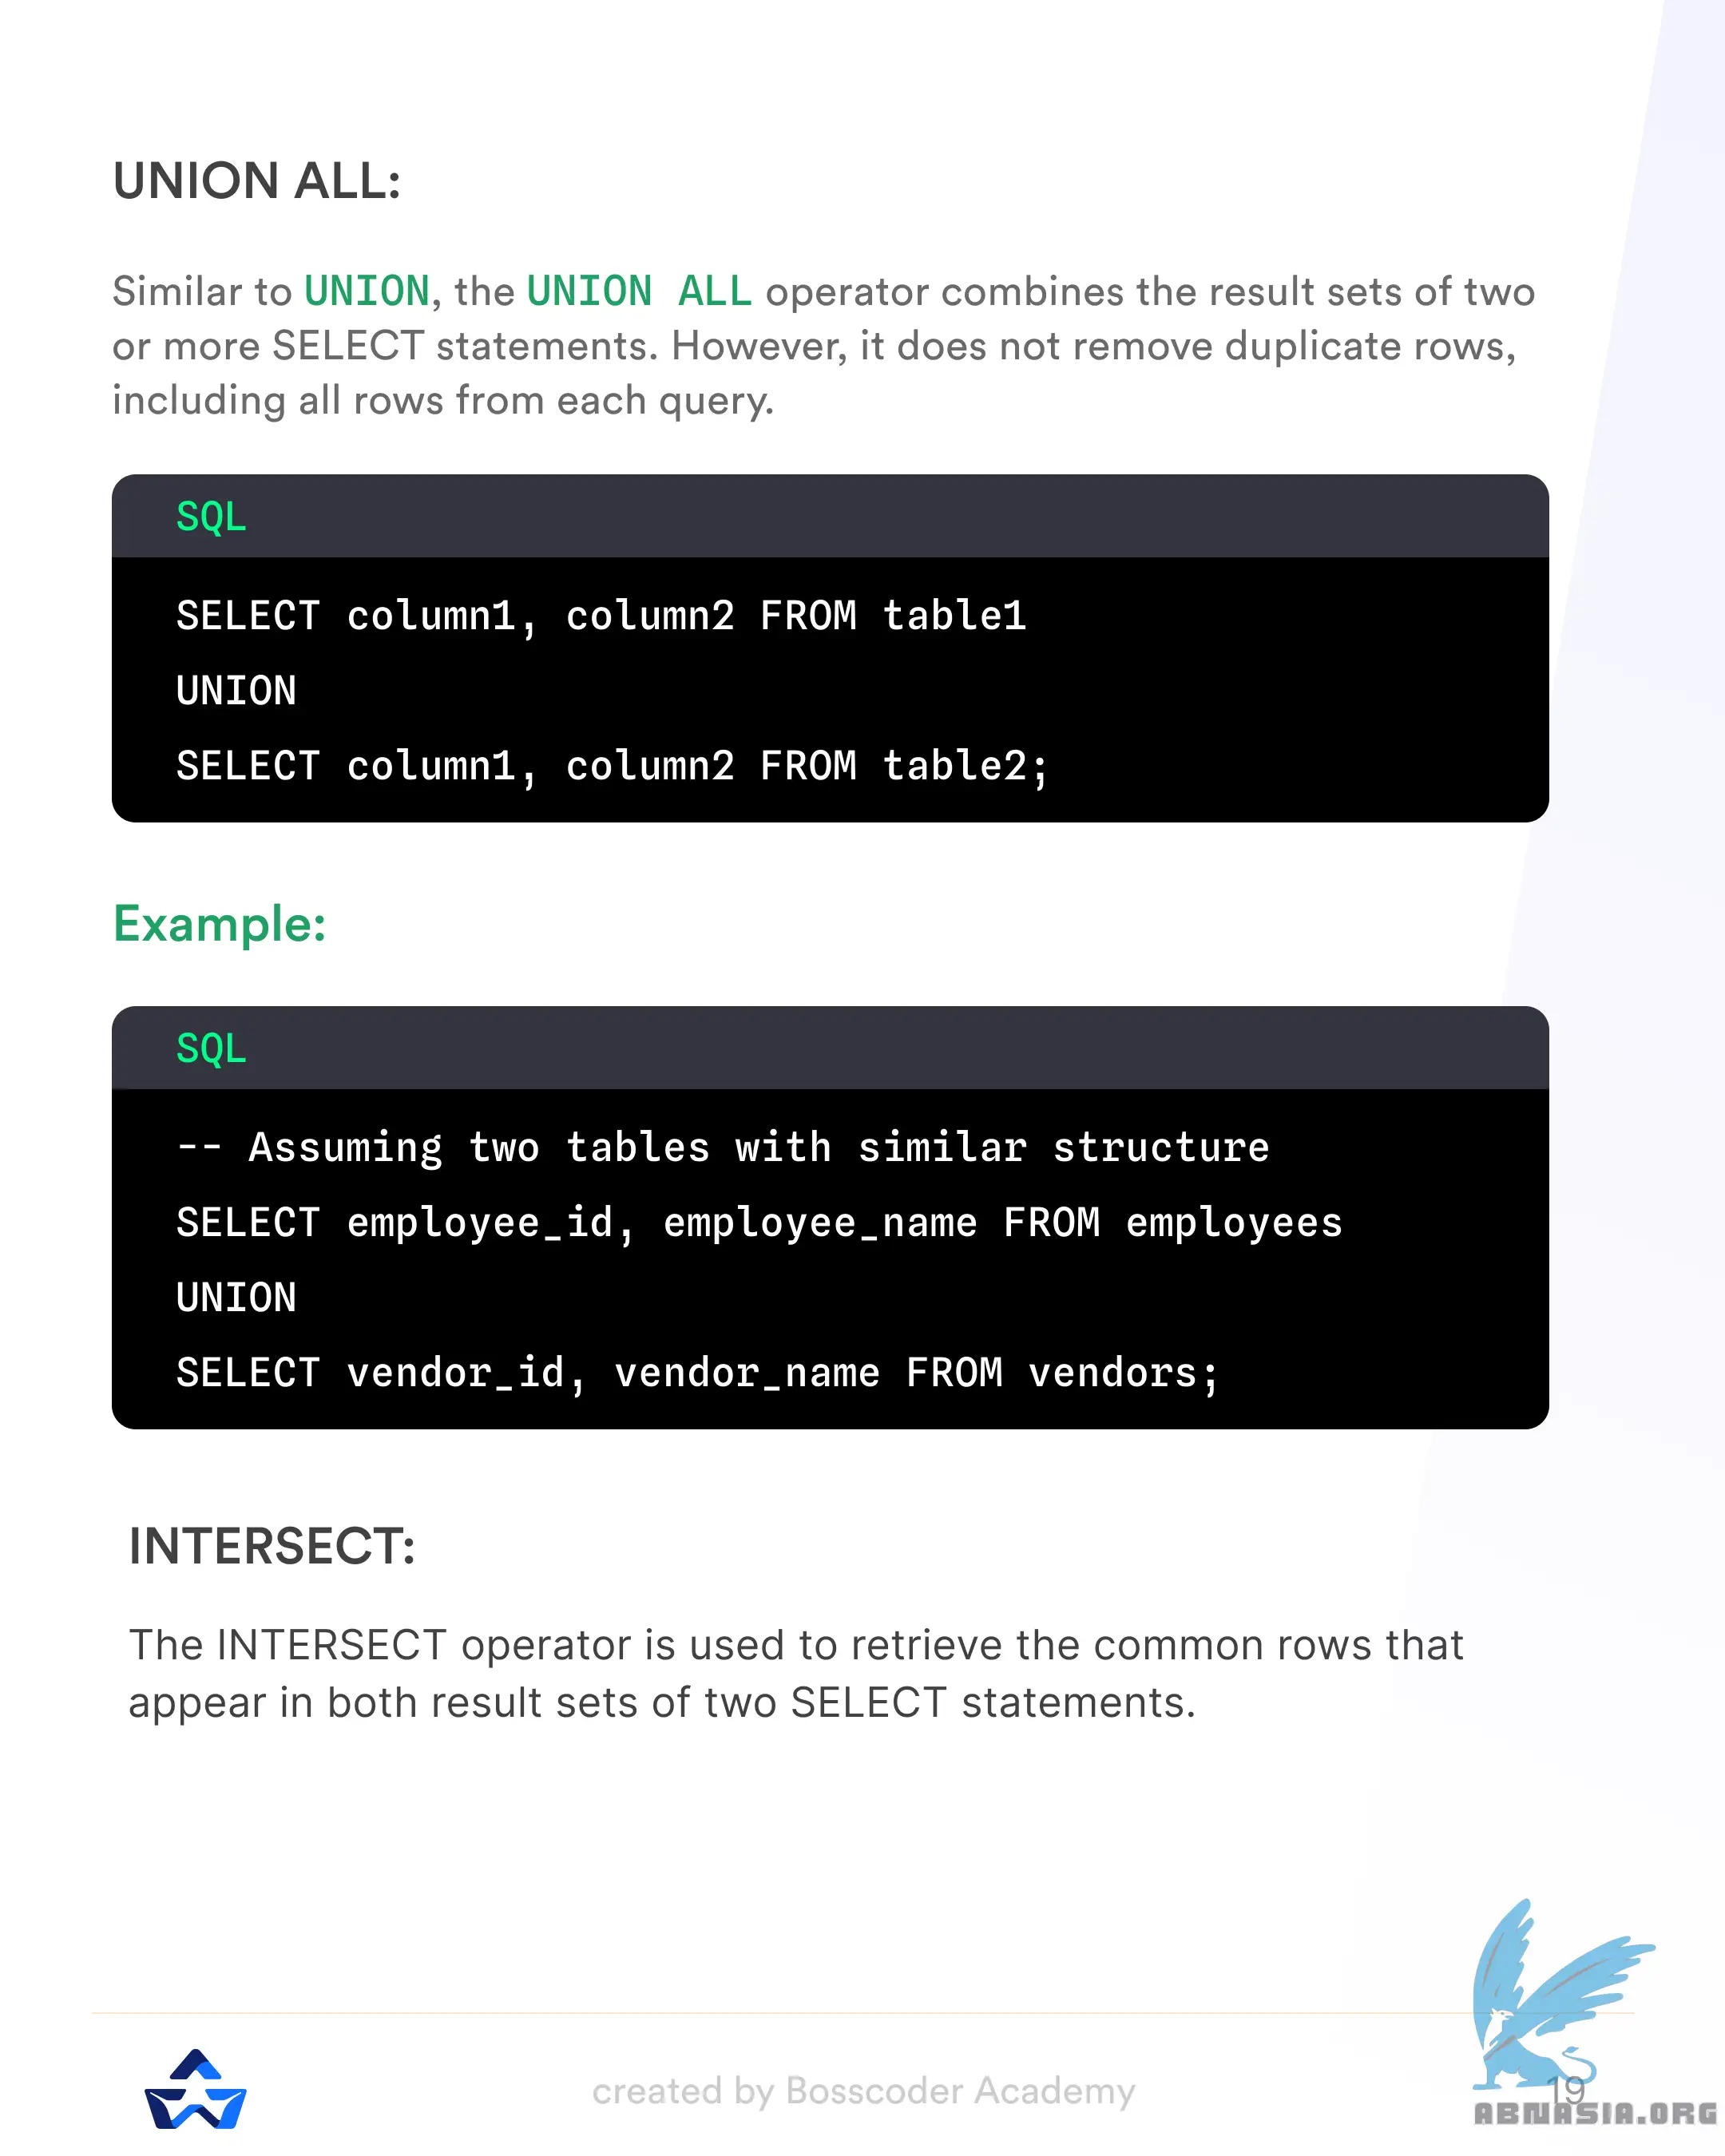 UNION ALL:
Similar to UNION, the UNION ALL operator combines the result sets of two
or more SELECT statements. However, it does not remove duplicate rows,
including all rows from each query.
SQL
SELECT column1, column2 FROM table1
UNION
SELECT column1, column2 FROM table2;
Example:
SQL
-- Assuming two tables with similar structure
SELECT employee_id, employee_name FROM employees
UNION
SELECT vendor_id, vendor_name FROM vendors;
INTERSECT:
The INTERSECT operator is used to retrieve the common rows that
appear in both result sets of two SELECT statements.
created by Bosscoder Academy
19
ABMASIA.ORG